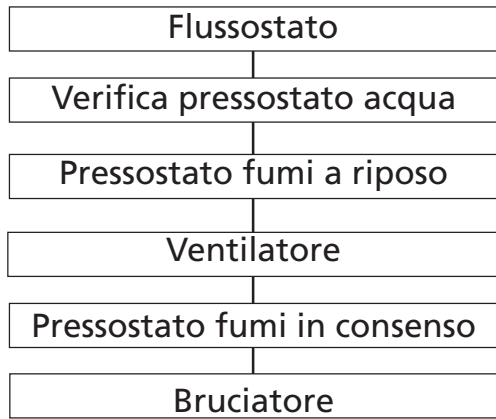 Flussostato
Verifica pressostato acqua
Pressostato fumi a riposo
Ventilatore
Pressostato fumi in consenso
Bruciatore